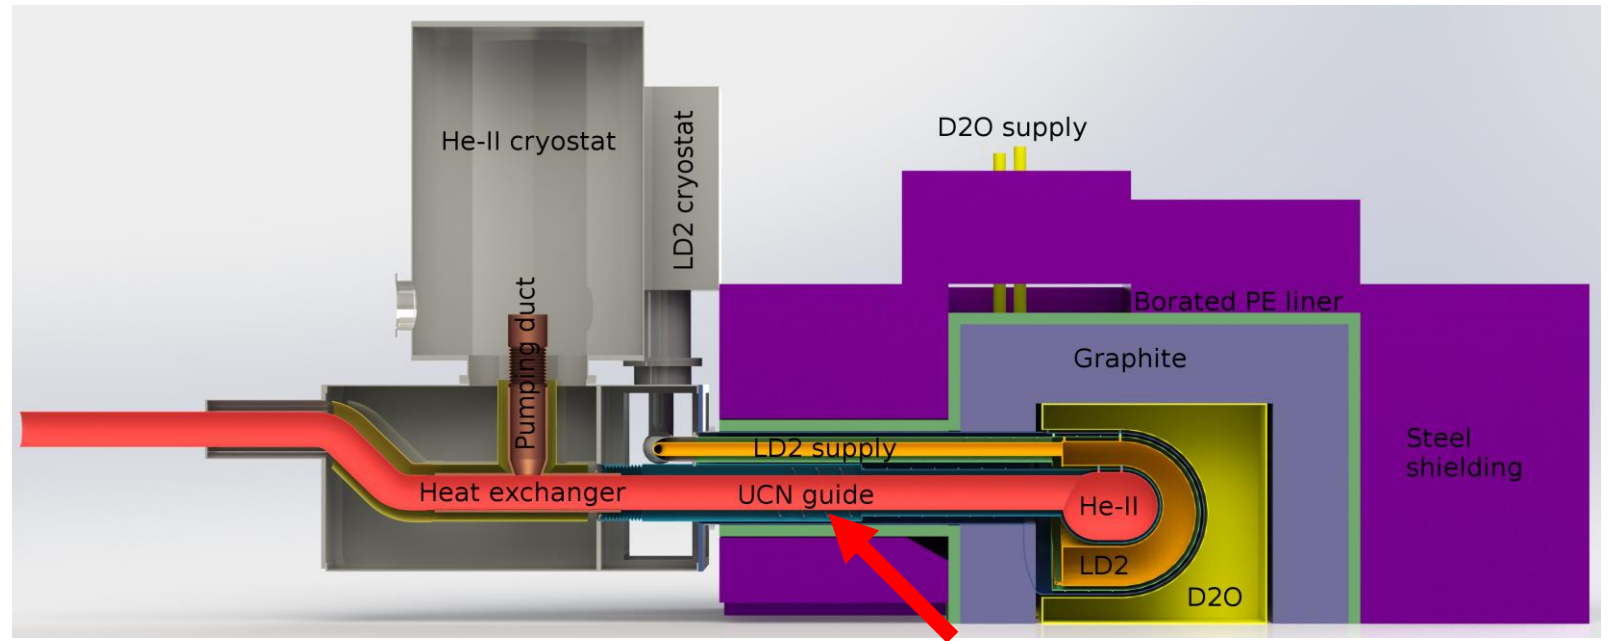 D2O supply
He-II cryostat
LD2 cryostat
Borated PE liner
Pumping duct
Graphite
LD2 supply
Steel
shielding
Heat exchanger
UCN guide
He-II
LD2
D2O